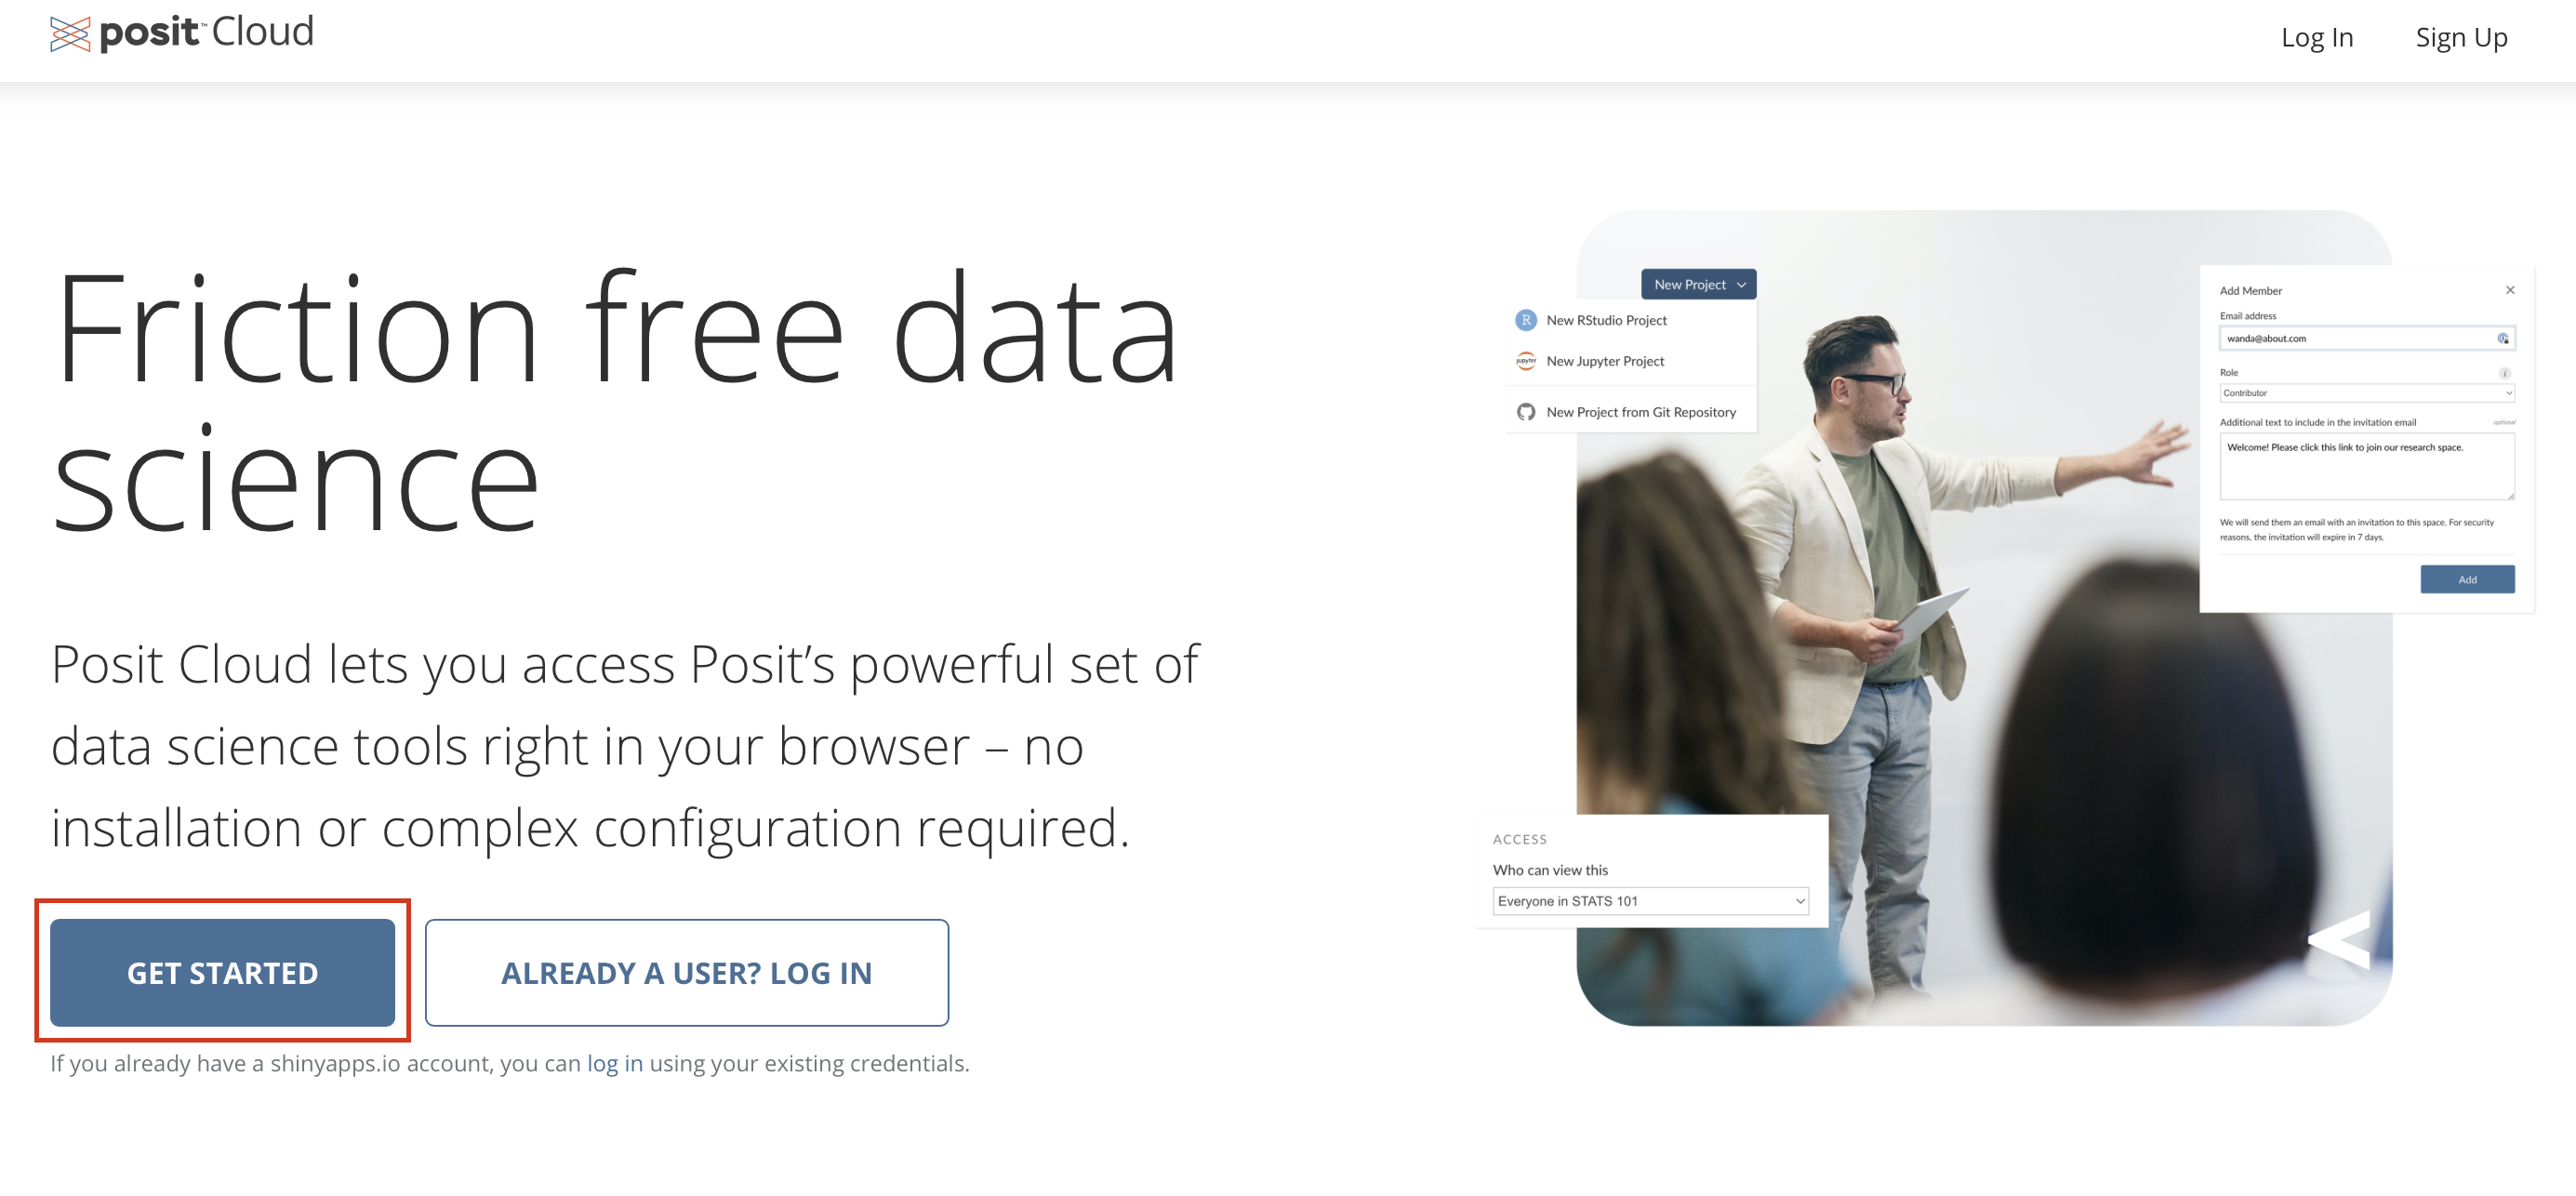 posit™ Cloud
Log In
Sign Up
Friction free data
science
Posit Cloud lets you access Posit’s powerful set of
data science tools right in your browser – no
installation or complex configuration required.
GET STARTED
ALREADY A USER? LOG IN
If you already have a shinyapps.io account, you can log in using your existing credentials.
New Project
R New RStudio Project
jupyter New Jupyter Project
New Project from Git Repository
Add Member
Email address
wanda@about.com
Role
i
Contributor
Additional text to include in the invitation email
optional
Welcome! Please click this link to join our research space.
We will send them an email with an invitation to this space. For security
reasons, the invitation will expire in 7 days.
Add
ACCESS
Who can view this
Everyone in STATS 101